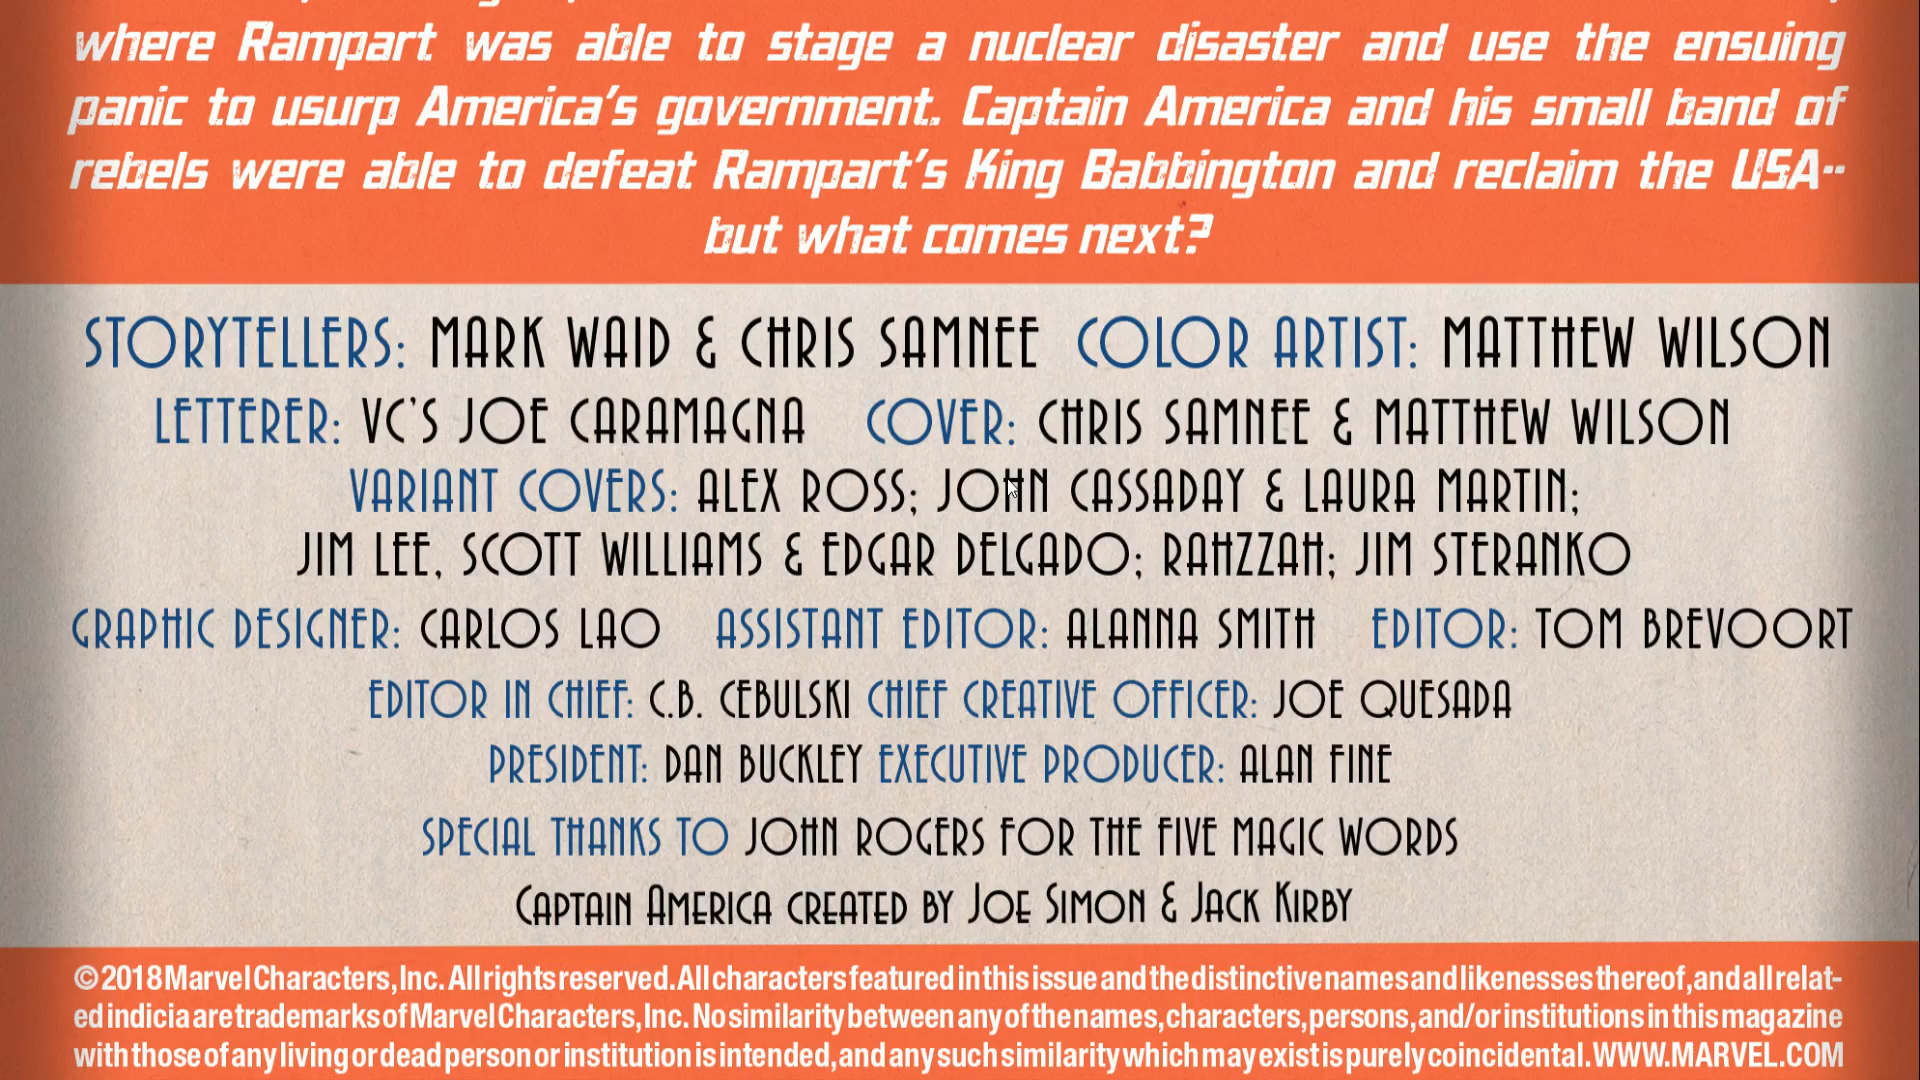 where Rampart was able to stage a nuclear disaster and use the ensuing
panic to usurp America's government. Captain America and his small band of
rebels were able to defeat Rampart's King Babbington and reclaim the USA--
but what comes next?
STORYTELLERS: MARK WAID & CHRIS SAMNEE COLOR ARTIST: MATTHEW WILSON
LETTERER: VC'S JOE CARAMAGNA COVER: CHRIS SAMNEE & MATTHEW WILSON
VARIANT COVERS: ALEX ROSS; JOHN CASSADAY & LAURA MARTIN;
JIM LEE, SCOTT WILLIAMS & EDGAR DELGADO; RAHZZAH; JIM STERANKO
GRAPHIC DESIGNER: CARLOS LAO ASSISTANT EDITOR: ALANNA SMITH EDITOR: TOM BREVOORT
EDITOR IN CHIEF: C.B. CEBULSKI CHIEF CREATIVE OFFICER: JOE QUESADA
PRESIDENT: DAN BUCKLEY EXECUTIVE PRODUCER: ALAN FINE
SPECIAL THANKS TO JOHN ROGERS FOR THE FIVE MAGIC WORDS
CAPTAIN AMERICA CREATED BY JOE SIMON & JACK KIRBY
© 2018 Marvel Characters, Inc. All rights reserved. All characters featured in this issue and the distinctive names and likenesses thereof, and all relat-
ed indicia are trademarks of Marvel Characters, Inc. No similarity between any of the names, characters, persons, and/or institutions in this magazine
with those of any living or dead person or institution is intended, and any such similarity which may exist is purely coincidental. WWW.MARVEL.COM